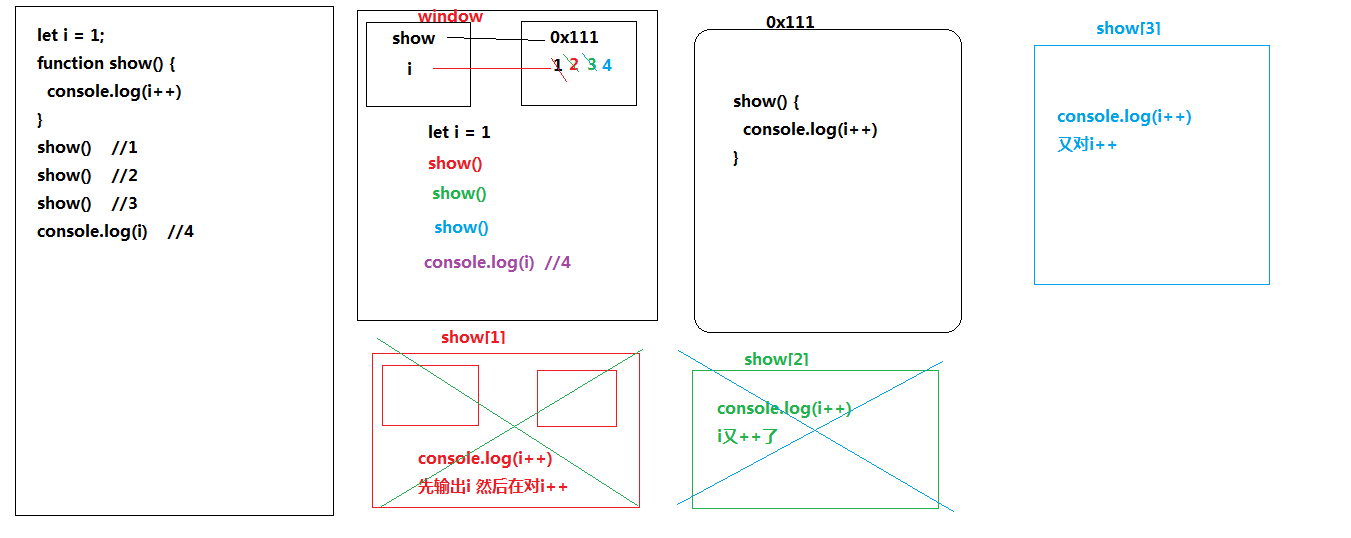 let i = 1;
function show() {
console.log(i++)
}
show() //1
show() //2
show() //3
console.log(i) //4
window
show
0x111
i
1 2 3 4
let i = 1
show()
show()
show()
console.log(i) //4
0x111
show() {
console.log(i++)
}
show[3]
console.log(i++)
又对i++
show[1]
console.log(i++)
先输出i 然后在对i++
show[2]
console.log(i++)
i又++了